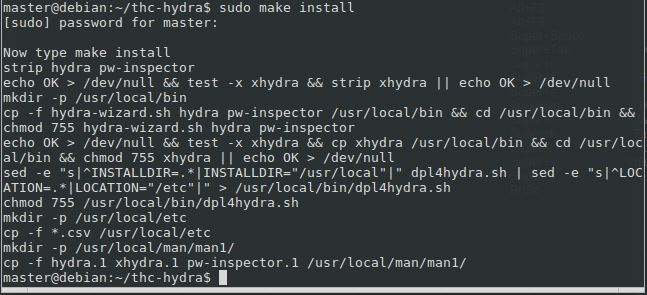 master@debian:~/thc-hydra$ sudo make install
[sudo] password for master:
Now type make install
strip hydra pw-inspector
echo OK > /dev/null && test -x xhydra && strip xhydra || echo OK > /dev/null
mkdir -p /usr/local/bin
cp -f hydra-wizard.sh hydra pw-inspector /usr/local/bin && cd /usr/local/bin &&
chmod 755 hydra-wizard.sh hydra pw-inspector
echo OK > /dev/null && test -x xhydra && cp xhydra /usr/local/bin && cd /usr/loc
al/bin && chmod 755 xhydra || echo OK > /dev/null
sed -e "s|^INSTALLDIR=.*|INSTALLDIR="/usr/local"|" dpl4hydra.sh | sed -e "s|^LOC
ATION=.*|LOCATION="/etc"|" > /usr/local/bin/dpl4hydra.sh
chmod 755 /usr/local/bin/dpl4hydra.sh
mkdir -p /usr/local/etc
cp -f *.csv /usr/local/etc
mkdir -p /usr/local/man/man1/
cp -f hydra.1 xhydra.1 pw-inspector.1 /usr/local/man/man1/
master@debian:~/thc-hydra$